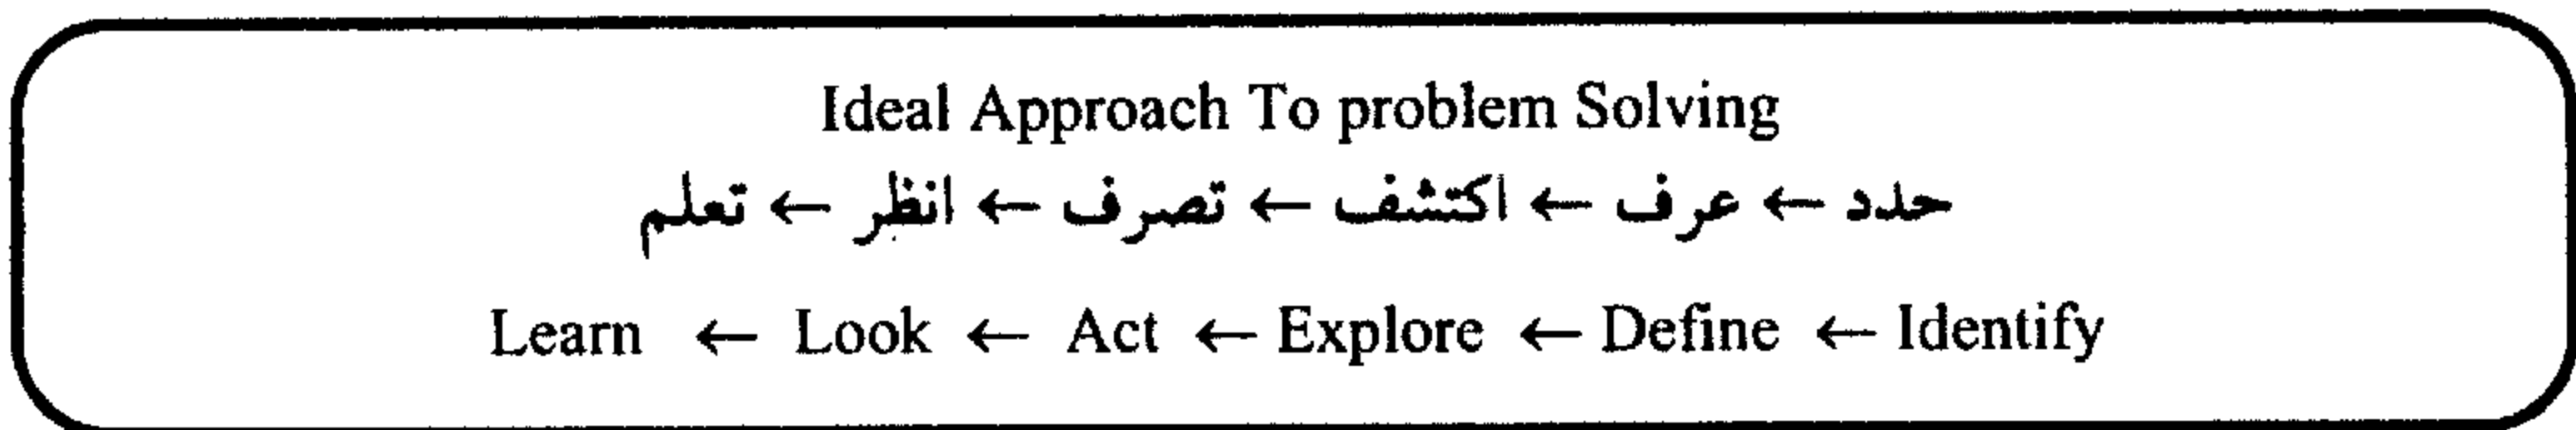 Ideal Approach To problem Solving
حدد ← عرف ← اكتشف ← تصرف ← انظر ← تعلم
Learn ← Look ← Act ← Explore ← Define ← Identify